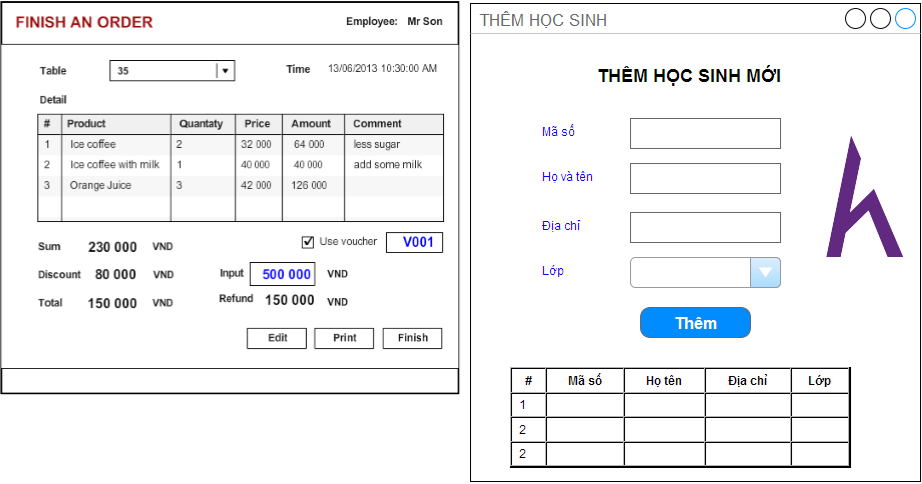 FINISH AN ORDER
Employee: Mr Son
Table 35 Time 13/06/2013 10:30:00 AM
Detail
# Product Quantaty Price Amount Comment
1 Ice coffee 2 32 000 64 000 less sugar
2 Ice coffee with milk 1 40 000 40 000 add some milk
3 Orange Juice 3 42 000 126 000
Sum 230 000 VND Use voucher V001
Discount 80 000 VND Input 500 000 VND
Total 150 000 VND Refund 150 000 VND
Edit Print Finish
THÊM HỌC SINH
THÊM HỌC SINH MỚI
Mã số
Họ và tên
Địa chỉ
Lớp
Thêm
# Mã số Họ tên Địa chỉ Lớp
1
2
2